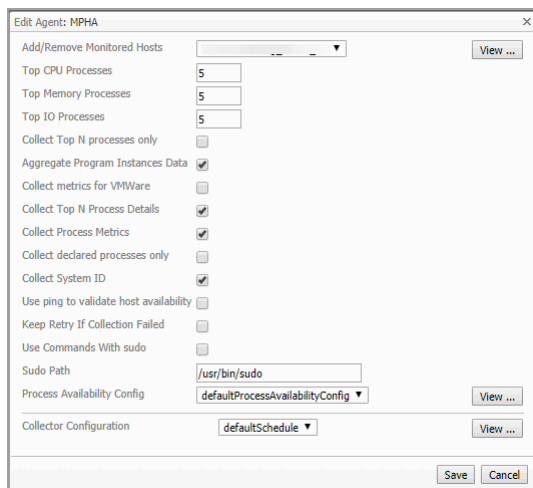 Edit Agent: MPHA
Add/Remove Monitored Hosts View ...
Top CPU Processes 5
Top Memory Processes 5
Top IO Processes 5
Collect Top N processes only
Aggregate Program Instances Data
Collect metrics for VMWare
Collect Top N Process Details
Collect Process Metrics
Collect declared processes only
Collect System ID
Use ping to validate host availability
Keep Retry If Collection Failed
Use Commands With sudo
Sudo Path /usr/bin/sudo
Process Availability Config defaultProcessAvailabilityConfig View ...
Collector Configuration defaultSchedule View ...
Save Cancel